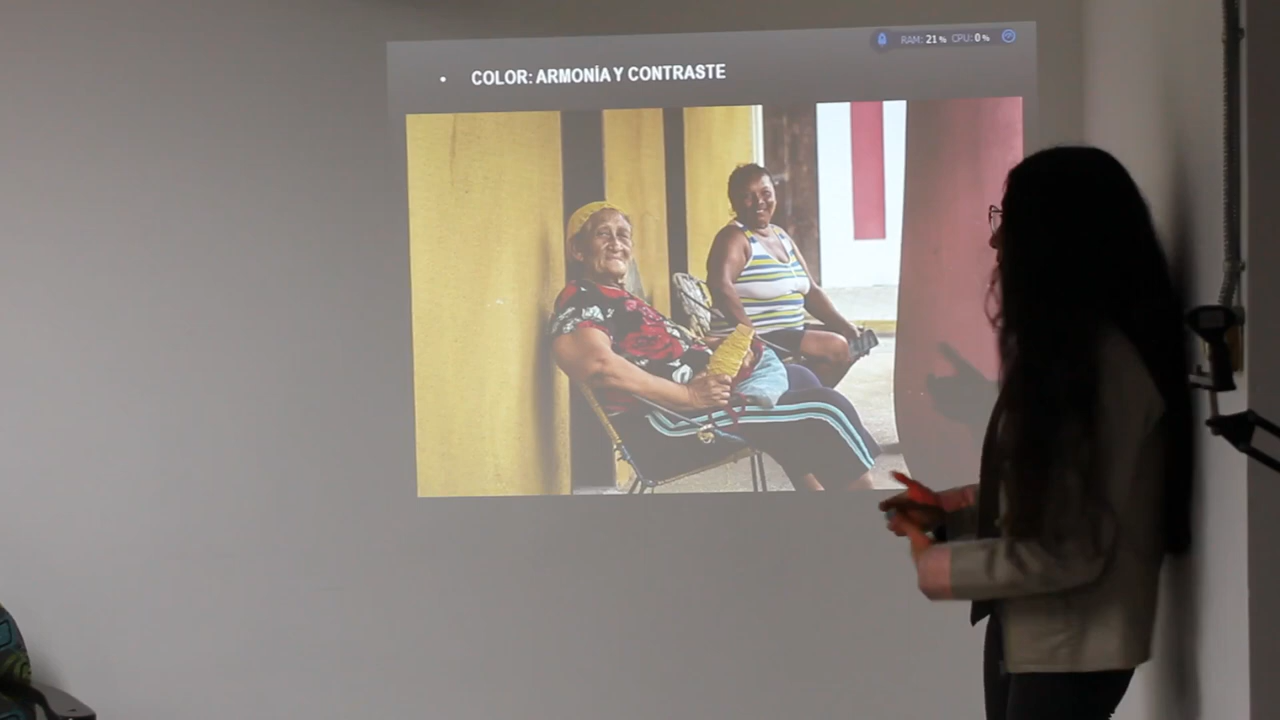 RAM: 21% CPU: 0%
• COLOR: ARMONÍA Y CONTRASTE